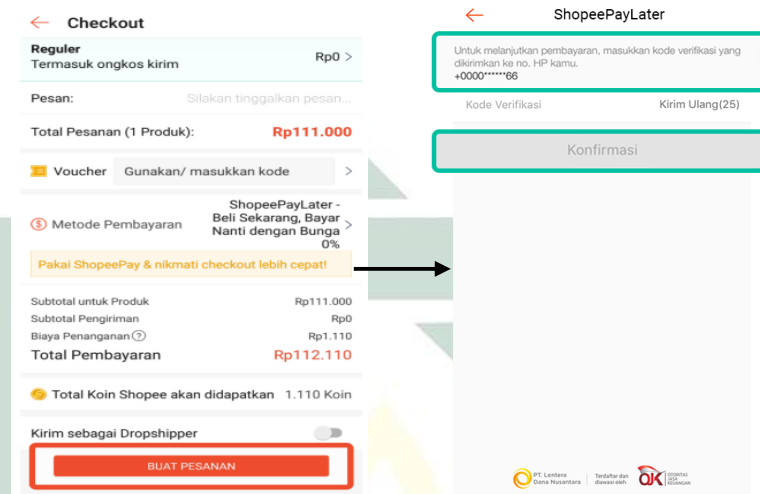 Checkout
Reguler
Termasuk ongkos kirim
Rp0 >
Pesan:
Silakan tinggalkan pesan...
Total Pesanan (1 Produk):
Rp111.000
Voucher
Gunakan/ masukkan kode
>
Metode Pembayaran
ShopeePayLater -
Beli Sekarang, Bayar
Nanti dengan Bunga
0%
>
Pakai ShopeePay & nikmati checkout lebih cepat!
Subtotal untuk Produk
Rp111.000
Subtotal Pengiriman
Rp0
Biaya Penanganan ?
Rp1.110
Total Pembayaran
Rp112.110
Total Koin Shopee akan didapatkan
1.110 Koin
Kirim sebagai Dropshipper
BUAT PESANAN
ShopeePayLater
Untuk melanjutkan pembayaran, masukkan kode verifikasi yang
dikirimkan ke no. HP kamu.
+0000******66
Kode Verifikasi
Kirim Ulang(25)
Konfirmasi
PT. Lentera
Dana Nusantara
Terdaftar dan
diawasi oleh
OJK
OTORITAS
JASA
KEUANGAN